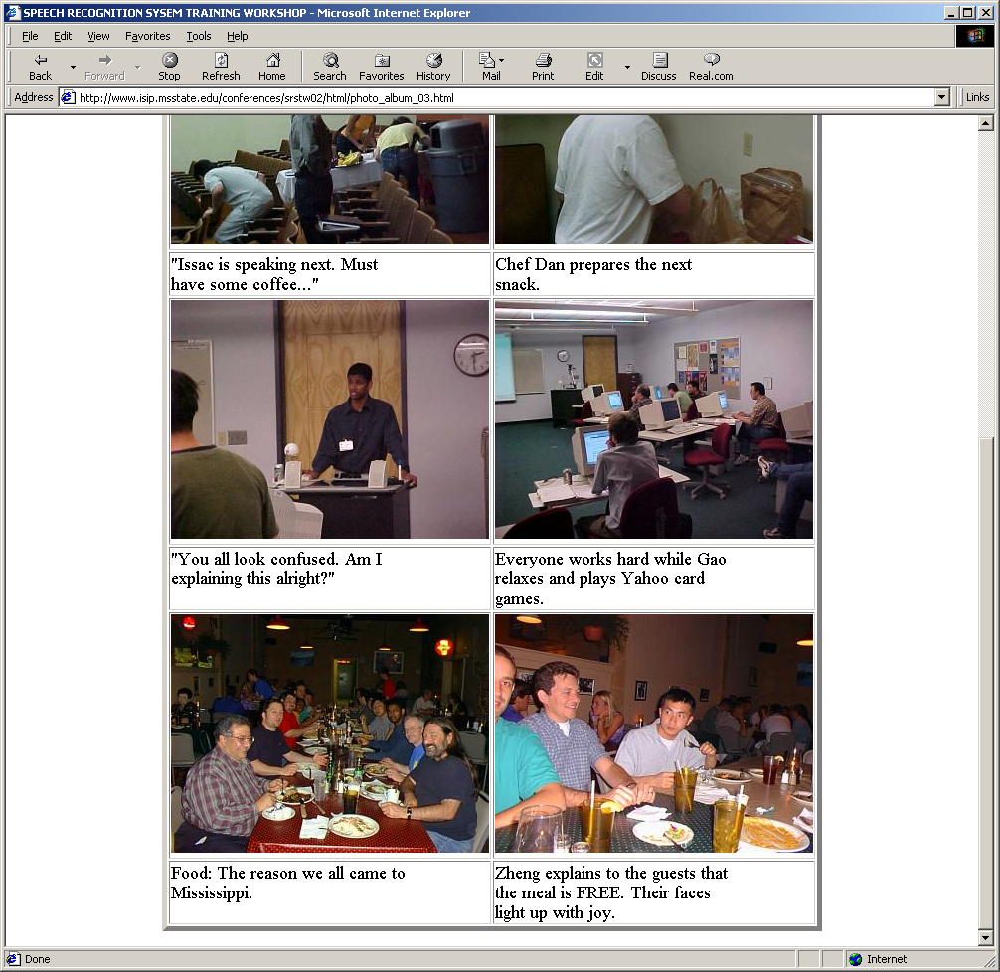 SPEECH RECOGNITION SYSEM TRAINING WORKSHOP - Microsoft Internet Explorer
File Edit View Favorites Tools Help
Back Forward Stop Refresh Home Search Favorites History Mail Print Edit Discuss Real.com
Address http://www.isip.msstate.edu/conferences/srstw02/html/photo_album_03.html Links
"Issac is speaking next. Must
have some coffee..."
Chef Dan prepares the next
snack.
"You all look confused. Am I
explaining this alright?"
Everyone works hard while Gao
relaxes and plays Yahoo card
games.
Food: The reason we all came to
Mississippi.
Zheng explains to the guests that
the meal is FREE. Their faces
light up with joy.
Done Internet